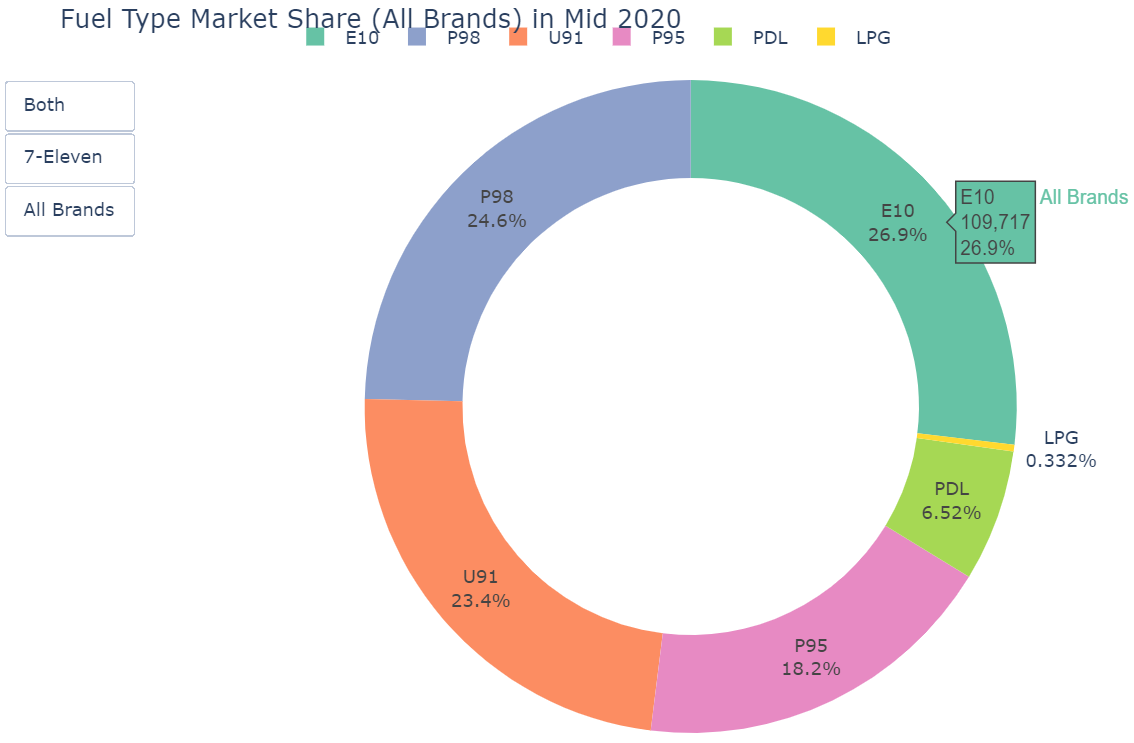 Fuel Type Market Share (All Brands) in Mid 2020
E10 P98 U91 P95 PDL LPG
Both
7-Eleven
All Brands
P98
24.6%
E10
26.9%
E10
109,717
26.9%
All Brands
LPG
0.332%
PDL
6.52%
U91
23.4%
P95
18.2%